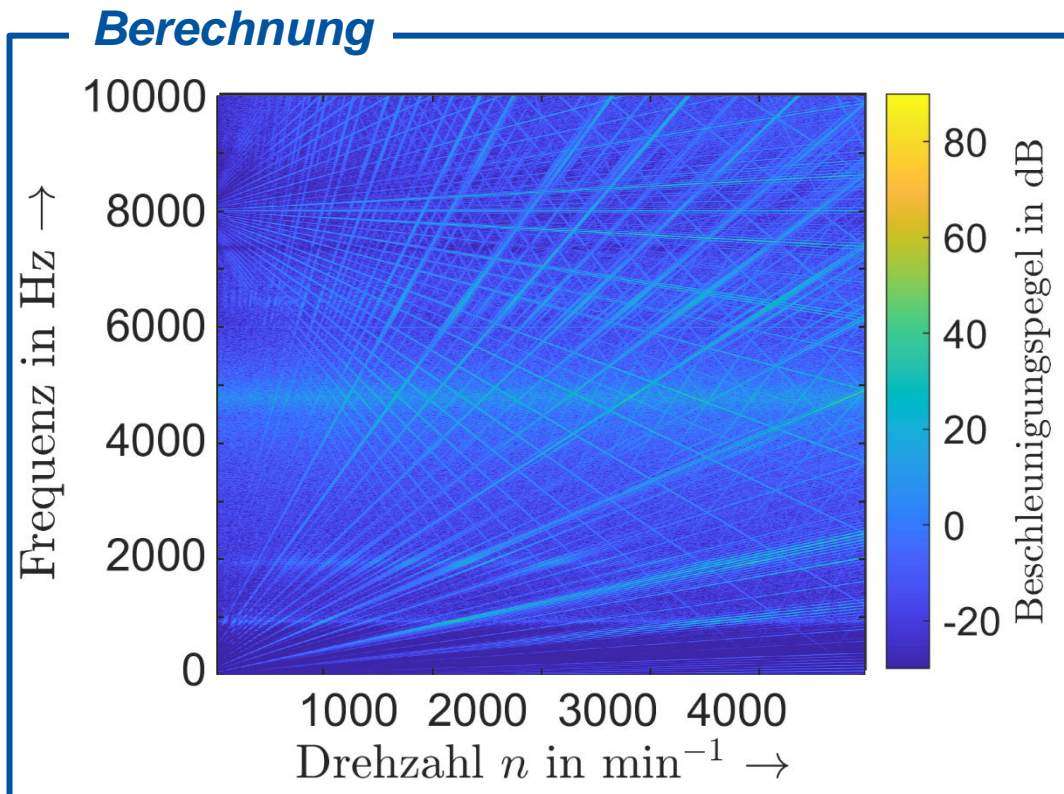 Berechnung
10000
8000
6000
4000
2000
0
Frequenz in Hz →
1000 2000 3000 4000
Drehzahl n in min⁻¹ →
80
60
40
20
0
-20
Beschleunigungspegel in dB